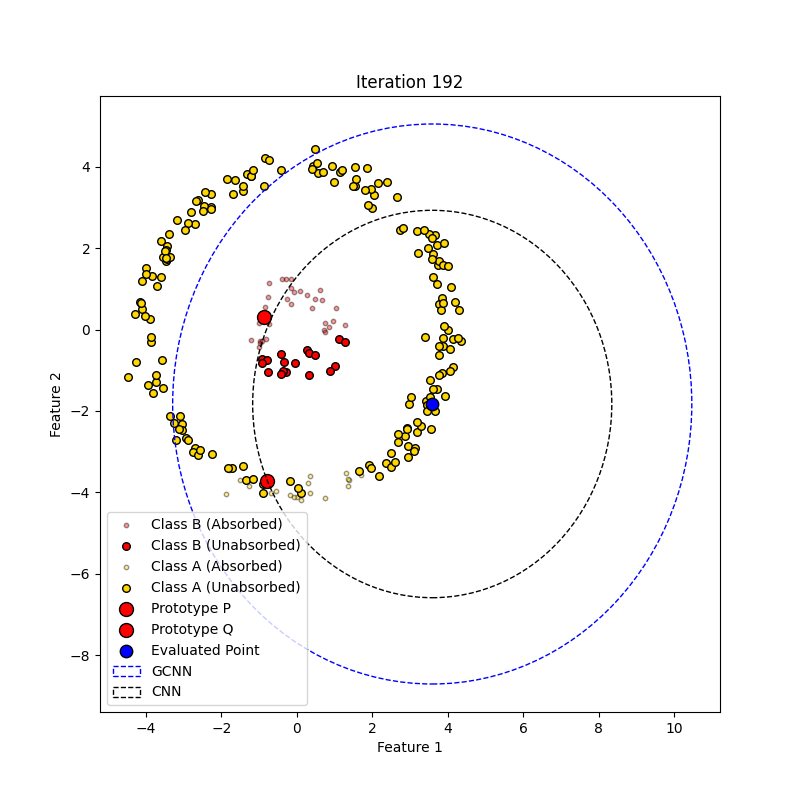 Iteration 192
Feature 2
4
2
0
−2
−4
−6
−8
Class B (Absorbed)
Class B (Unabsorbed)
Class A (Absorbed)
Class A (Unabsorbed)
Prototype P
Prototype Q
Evaluated Point
GCNN
CNN
−4
−2
0
2
4
6
8
10
Feature 1